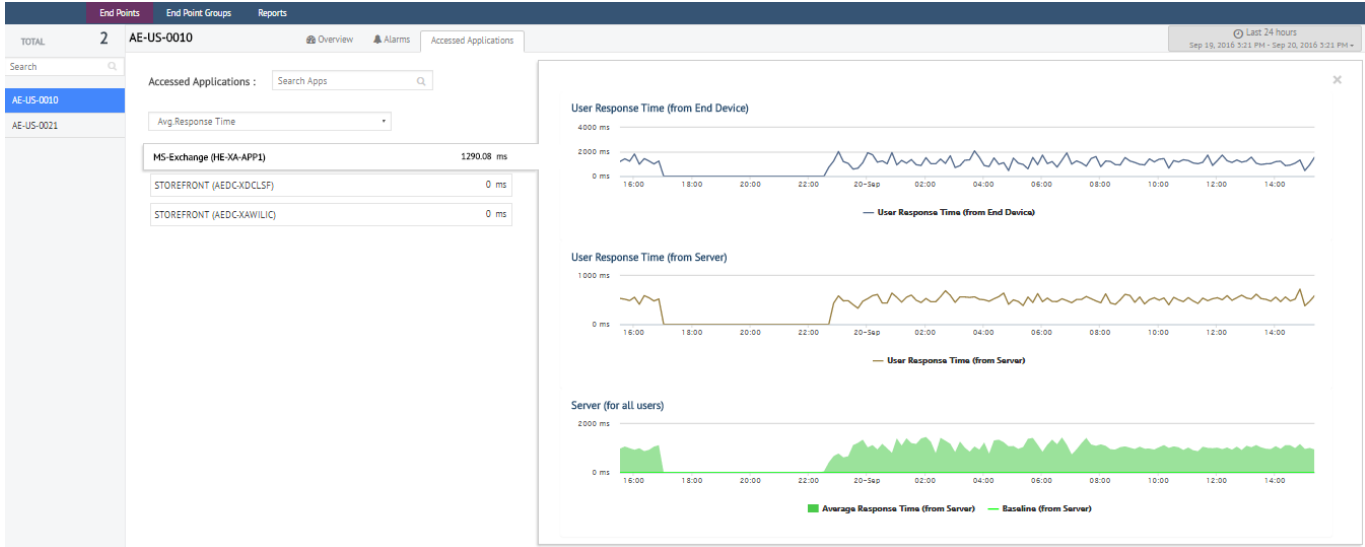 End Points End Point Groups Reports
TOTAL 2 AE-US-0010 Overview Alarms Accessed Applications Last 24 hours
Sep 19, 2016 3:21 PM - Sep 20, 2016 3:21 PM
Search
AE-US-0010
AE-US-0021
Accessed Applications : Search Apps
Avg.Response Time
MS-Exchange (HE-XA-APP1) 1290.08 ms
STOREFRONT (AEDC-XDCLSF) 0 ms
STOREFRONT (AEDC-XAWILIC) 0 ms
×
User Response Time (from End Device)
4000 ms
2000 ms
0 ms
16:00 18:00 20:00 22:00 20-Sep 02:00 04:00 06:00 08:00 10:00 12:00 14:00
User Response Time (from End Device)
User Response Time (from Server)
1000 ms
0 ms
16:00 18:00 20:00 22:00 20-Sep 02:00 04:00 06:00 08:00 10:00 12:00 14:00
User Response Time (from Server)
Server (for all users)
2000 ms
0 ms
16:00 18:00 20:00 22:00 20-Sep 02:00 04:00 06:00 08:00 10:00 12:00 14:00
Average Response Time (from Server) Baseline (from Server)